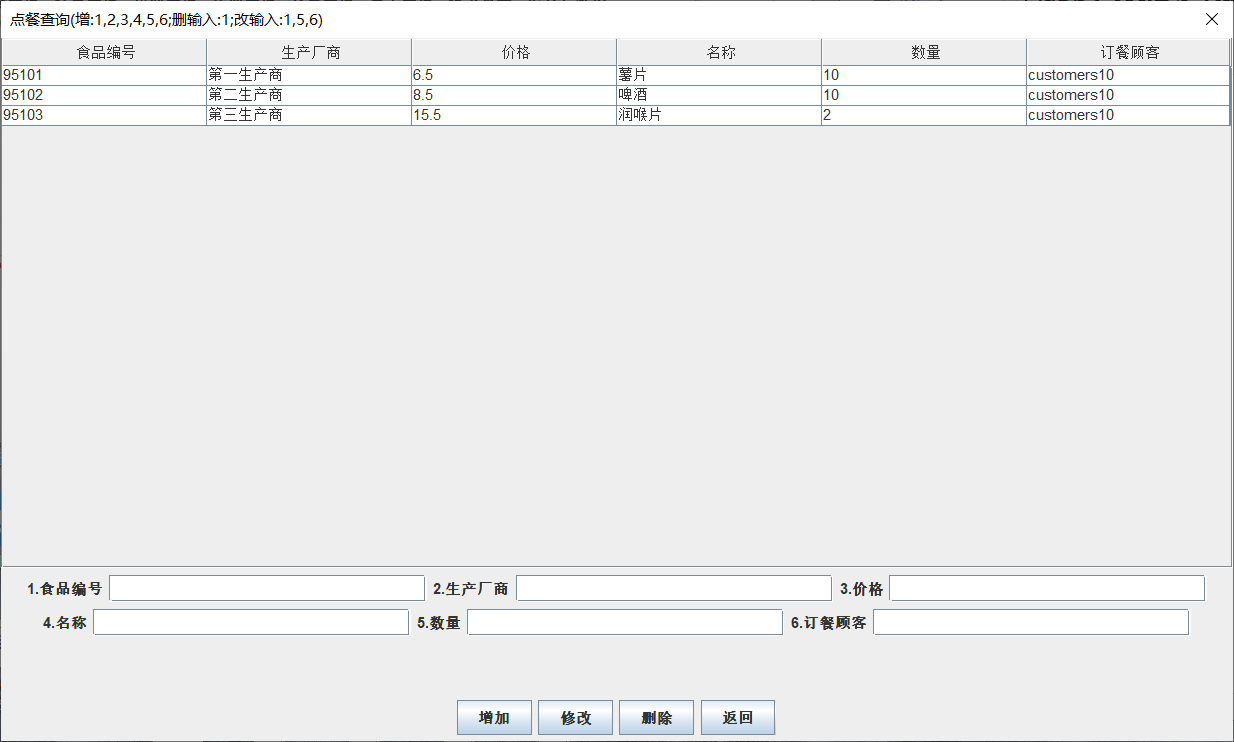 点餐查询(增:1,2,3,4,5,6;删输入:1;改输入:1,5,6)
食品编号 生产厂商 价格 名称 数量 订餐顾客
95101 第一生产商 6.5 薯片 10 customers10
95102 第二生产商 8.5 啤酒 10 customers10
95103 第三生产商 15.5 润喉片 2 customers10
1.食品编号 2.生产厂商 3.价格
4.名称 5.数量 6.订餐顾客
增加 修改 删除 返回